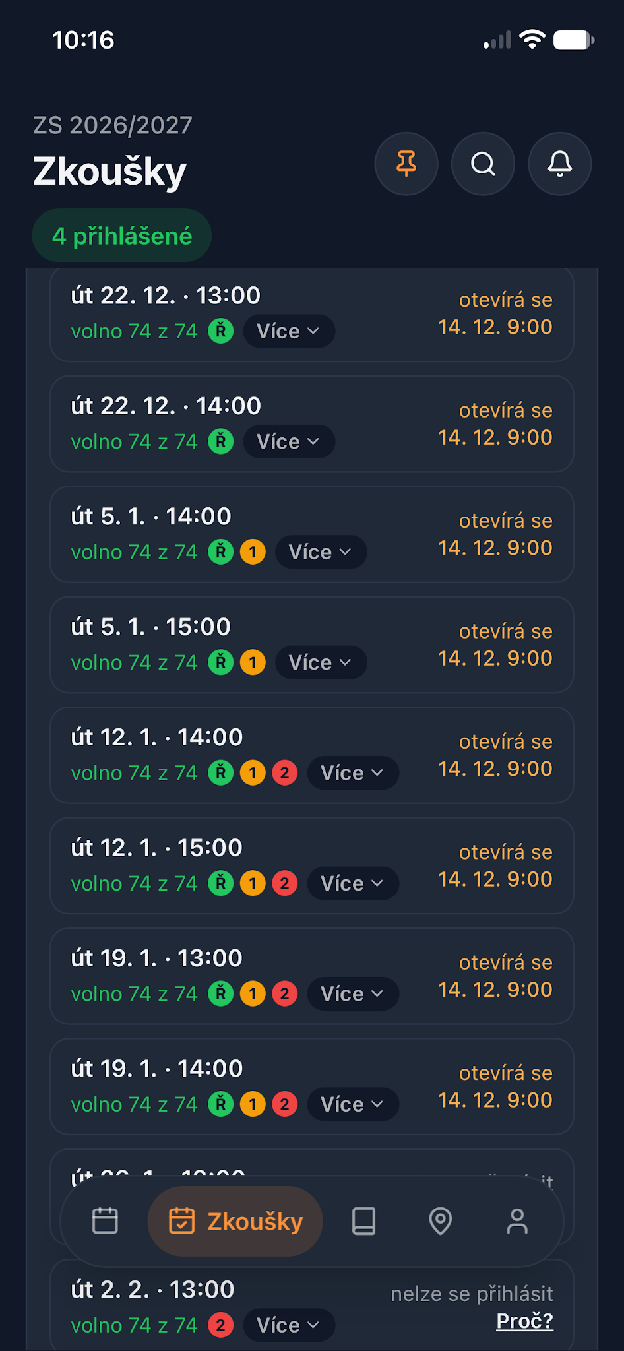 10:16
ZS 2026/2027
Zkoušky
4 přihlášené
út 22. 12. · 13:00
otevírá se
volno 74 z 74 Ř Více
14. 12. 9:00
út 22. 12. · 14:00
otevírá se
volno 74 z 74 Ř Více
14. 12. 9:00
út 5. 1. · 14:00
otevírá se
volno 74 z 74 Ř 1 Více
14. 12. 9:00
út 5. 1. · 15:00
otevírá se
volno 74 z 74 Ř 1 Více
14. 12. 9:00
út 12. 1. · 14:00
otevírá se
volno 74 z 74 Ř 1 2 Více
14. 12. 9:00
út 12. 1. · 15:00
otevírá se
volno 74 z 74 Ř 1 2 Více
14. 12. 9:00
út 19. 1. · 13:00
otevírá se
volno 74 z 74 Ř 1 2 Více
14. 12. 9:00
út 19. 1. · 14:00
otevírá se
volno 74 z 74 Ř 1 2 Více
14. 12. 9:00
Zkoušky
út 2. 2. · 13:00
nelze se přihlásit
volno 74 z 74 2 Více
Proč?